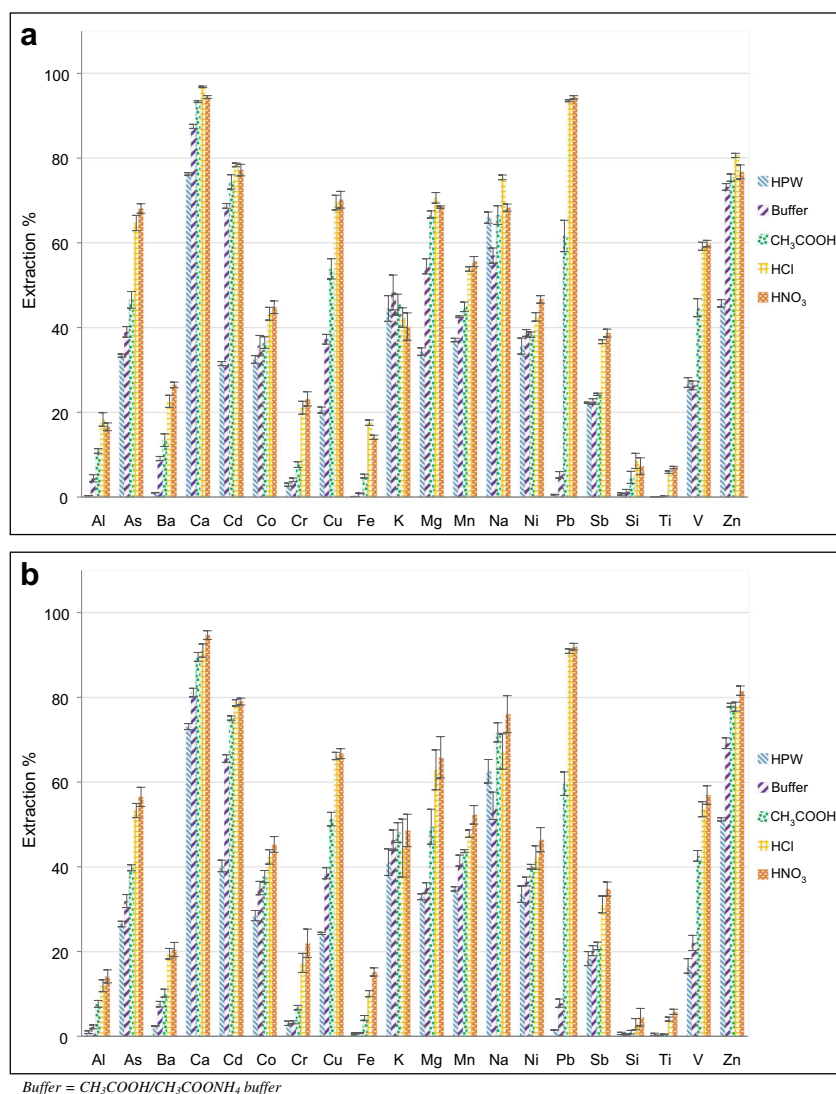 a
100
80
60
40
20
0
Extraction %
Al As Ba Ca Cd Co Cr Cu Fe K Mg Mn Na Ni Pb Sb Si Ti V Zn
HPW
Buffer
CH₃COOH
HCl
HNO₃
b
100
80
60
40
20
0
Extraction %
Al As Ba Ca Cd Co Cr Cu Fe K Mg Mn Na Ni Pb Sb Si Ti V Zn
HPW
Buffer
CH₃COOH
HCl
HNO₃
Buffer = CH₃COOH/CH₃COONH₄ buffer